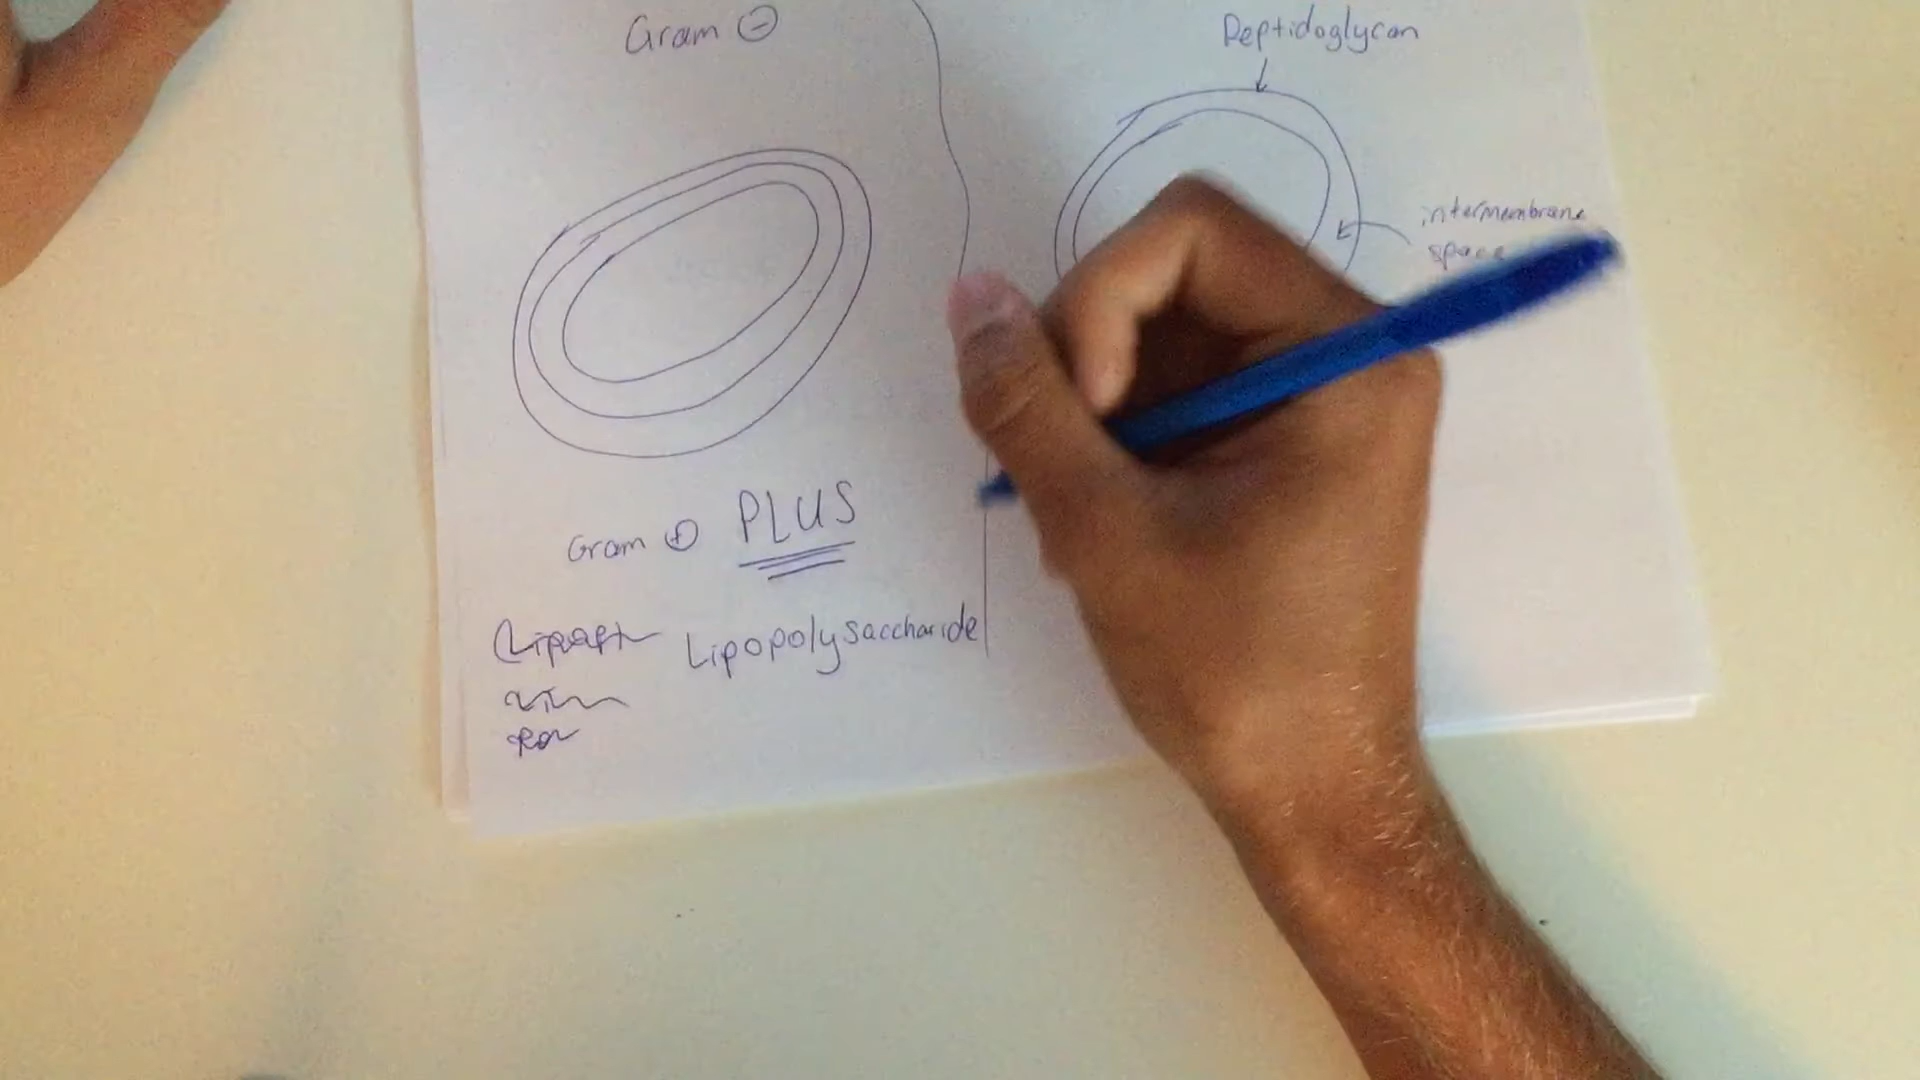 Gram ⊖
Peptidoglycan
intermembrane
space
Gram ⊕ PLUS
Lipopolysaccharide